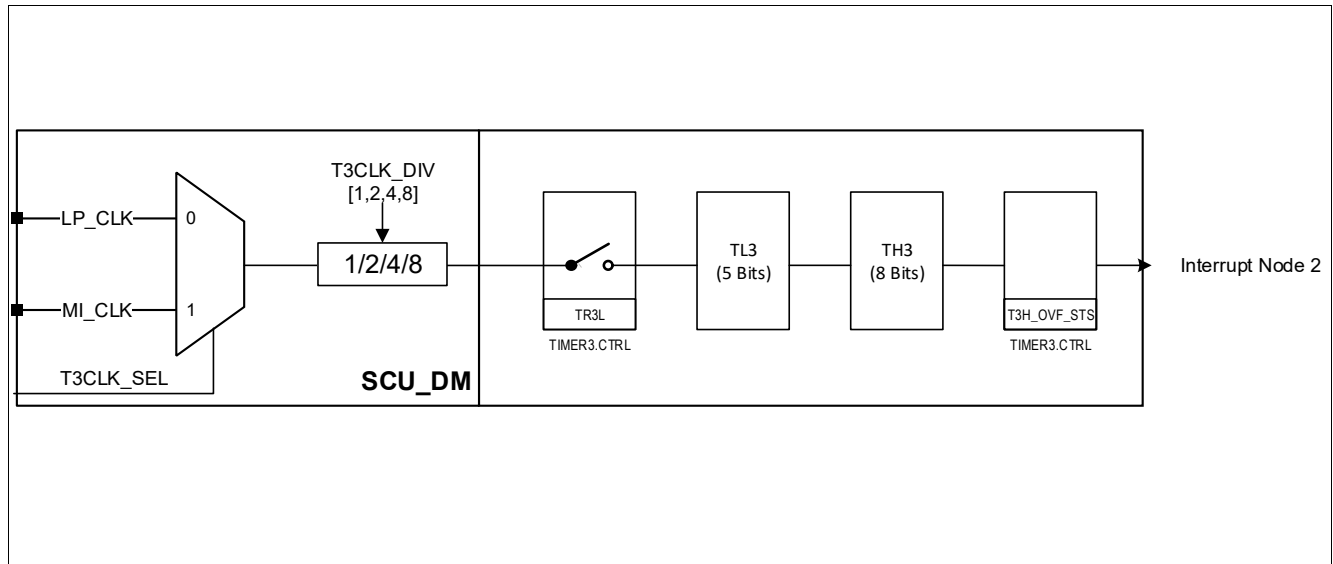 T3CLK_DIV
[1,2,4,8]
LP_CLK
0
1/2/4/8
MI_CLK
1
T3CLK_SEL
SCU_DM
TR3L
TIMER3.CTRL
TL3
(5 Bits)
TH3
(8 Bits)
T3H_OVF_STS
TIMER3.CTRL
Interrupt Node 2